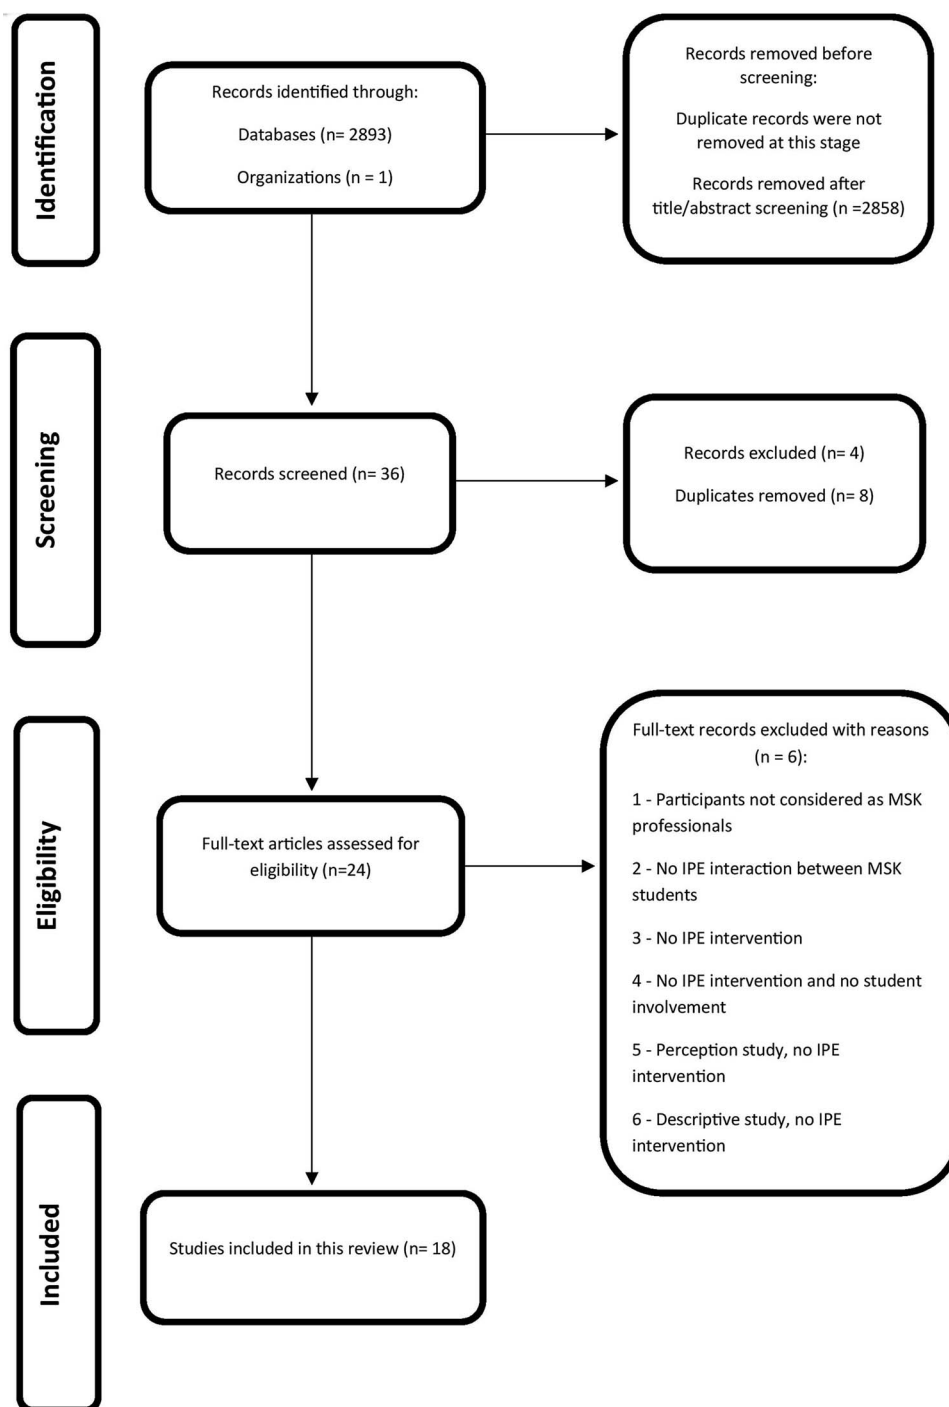 Identification
Records identified through:
Databases (n= 2893)
Organizations (n = 1)
Records removed before
screening:
Duplicate records were not
removed at this stage
Records removed after
title/abstract screening (n =2858)
Screening
Records screened (n= 36)
Records excluded (n= 4)
Duplicates removed (n= 8)
Eligibility
Full-text articles assessed for
eligibility (n=24)
Full-text records excluded with reasons
(n = 6):
1 - Participants not considered as MSK
professionals
2 - No IPE interaction between MSK
students
3 - No IPE intervention
4 - No IPE intervention and no student
involvement
5 - Perception study, no IPE
intervention
6 - Descriptive study, no IPE
intervention
Included
Studies included in this review (n= 18)